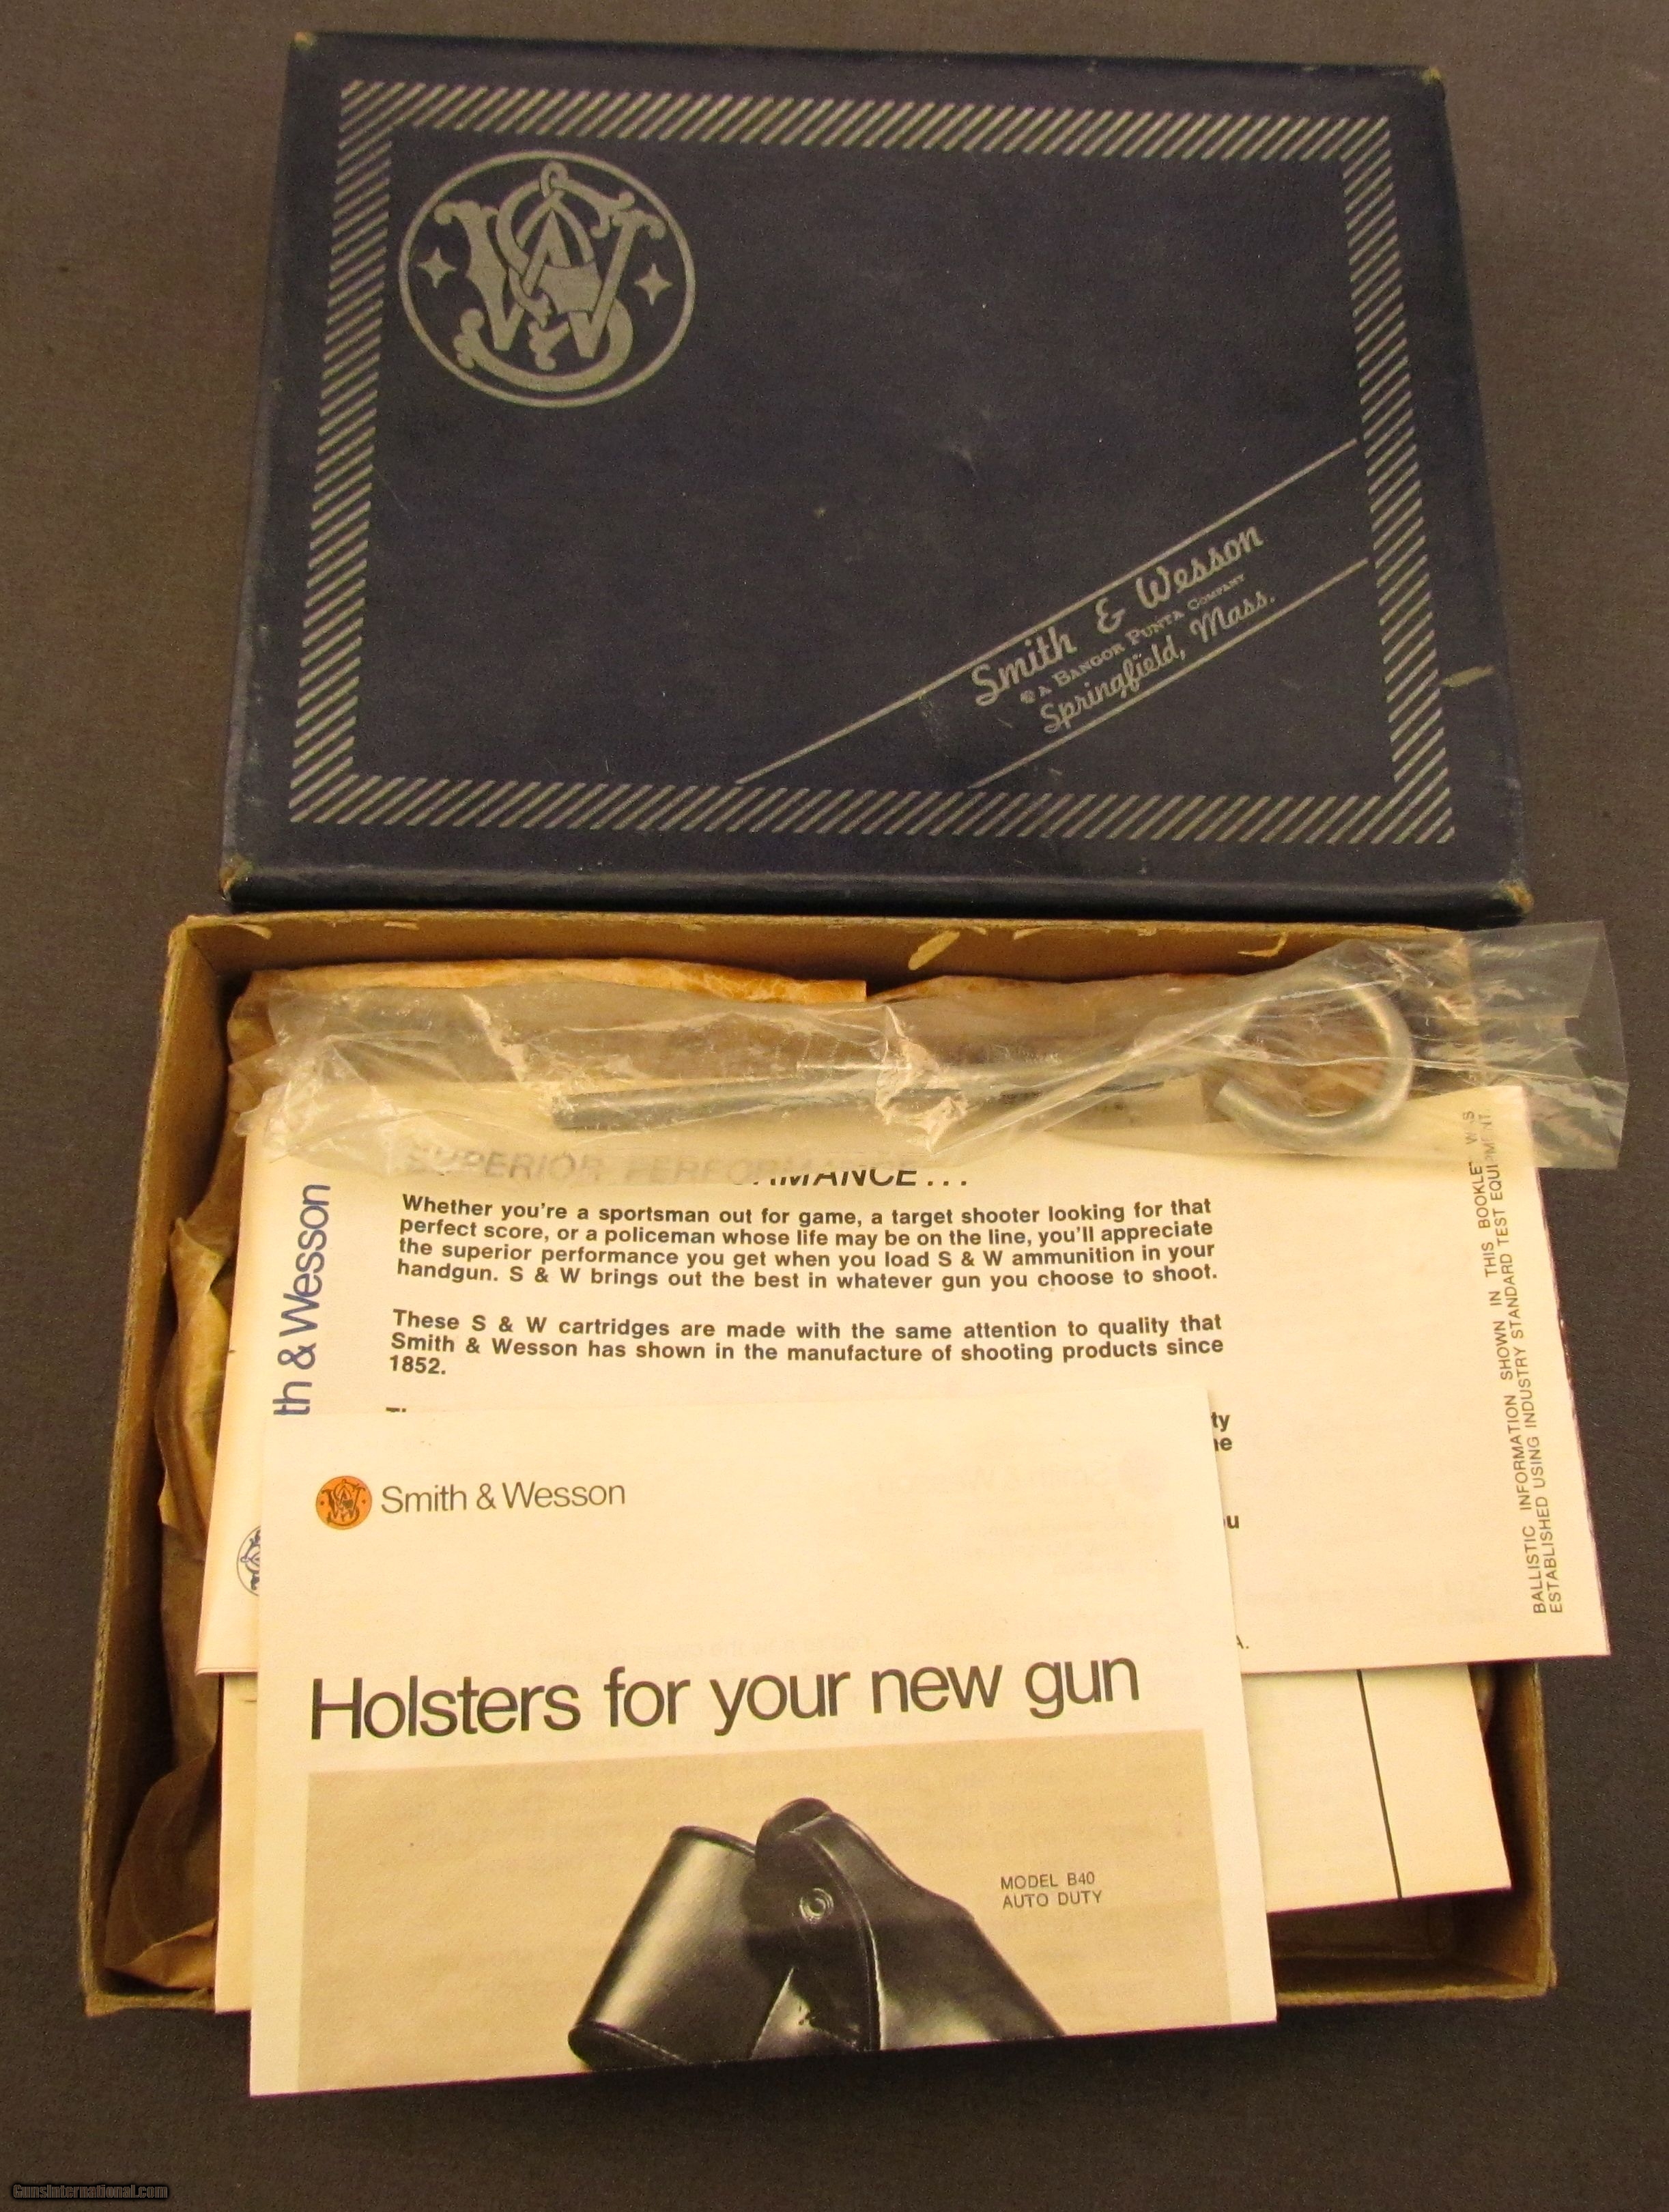 Smith & Wesson
A BANGOR PUNTA COMPANY
Springfield, Mass.
SUPERIOR PERFORMANCE...
Whether you're a sportsman out for game, a target shooter looking for that
perfect score, or a policeman whose life may be on the line, you'll appreciate
the superior performance you get when you load S & W ammunition in your
handgun. S & W brings out the best in whatever gun you choose to shoot.
These S & W cartridges are made with the same attention to quality that
Smith & Wesson has shown in the manufacture of shooting products since
1852.
th & Wesson
BALLISTIC INFORMATION SHOWN IN THIS BOOKLET WAS
ESTABLISHED USING INDUSTRY STANDARD TEST EQUIPMENT.
Smith & Wesson
Holsters for your new gun
MODEL B40
AUTO DUTY
GunsInternational.com